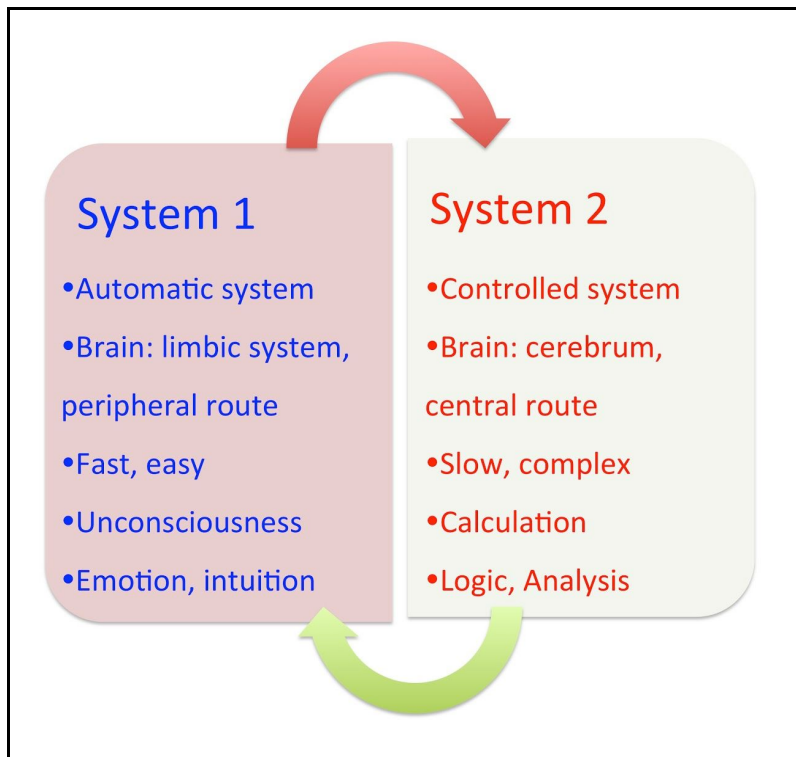 System 1
•Automatic system
•Brain: limbic system,
peripheral route
•Fast, easy
•Unconsciousness
•Emotion, intuition
System 2
•Controlled system
•Brain: cerebrum,
central route
•Slow, complex
•Calculation
•Logic, Analysis